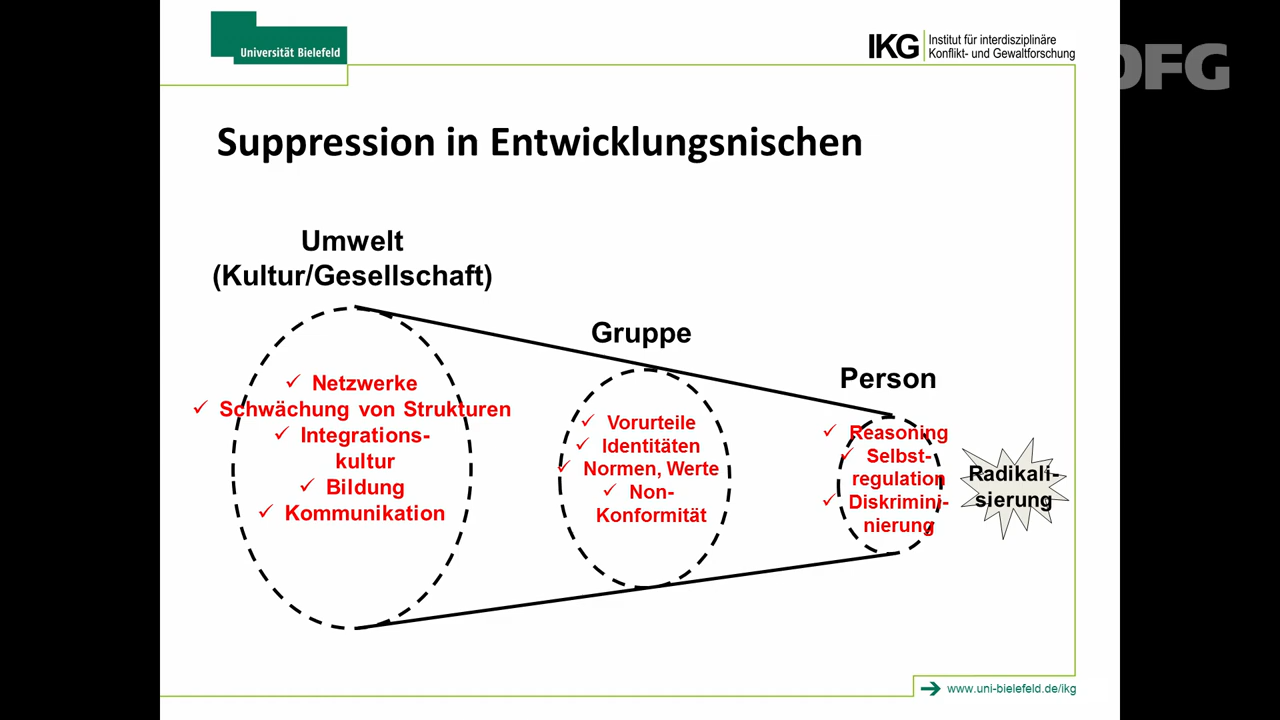 Universität Bielefeld
IKG
Institut für interdisziplinäre
Konflikt- und Gewaltforschung
DFG
Suppression in Entwicklungsnischen
Umwelt
(Kultur/Gesellschaft)
✓ Netzwerke
✓ Schwächung von Strukturen
✓ Integrations-
kultur
✓ Bildung
✓ Kommunikation
Gruppe
✓ Vorurteile
✓ Identitäten
✓ Normen, Werte
✓ Non-
Konformität
Person
✓ Reasoning
✓ Selbst-
regulation
✓ Diskrimini-
nierung
Radikali-
sierung
www.uni-bielefeld.de/ikg